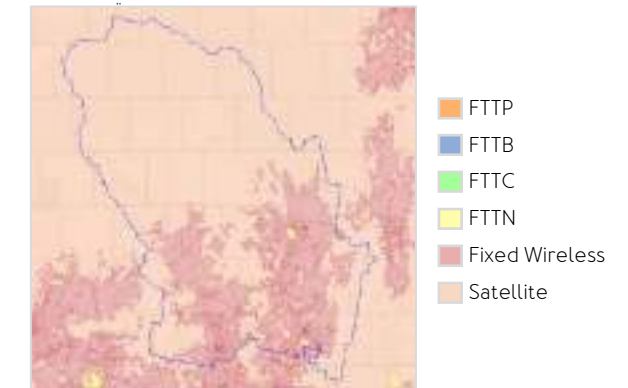 FTTP
FTTB
FTTC
FTTN
Fixed Wireless
Satellite